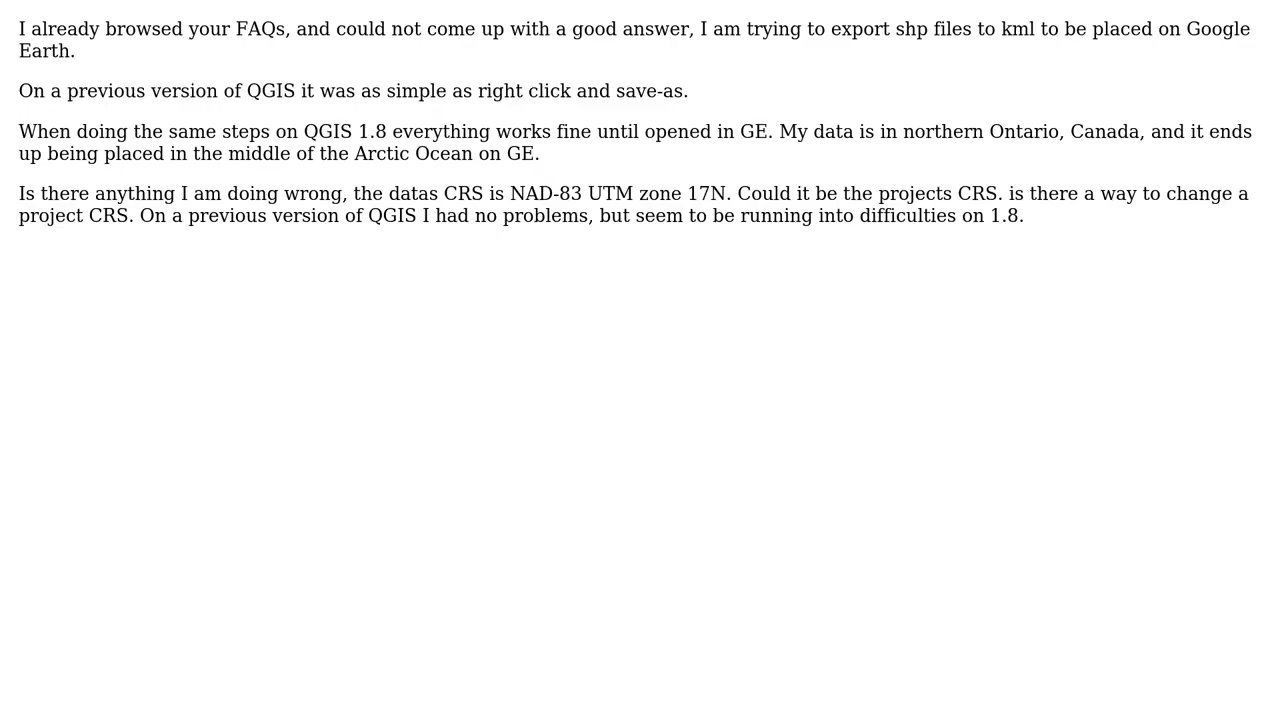 I already browsed your FAQs, and could not come up with a good answer, I am trying to export shp files to kml to be placed on Google
Earth.
On a previous version of QGIS it was as simple as right click and save-as.
When doing the same steps on QGIS 1.8 everything works fine until opened in GE. My data is in northern Ontario, Canada, and it ends
up being placed in the middle of the Arctic Ocean on GE.
Is there anything I am doing wrong, the datas CRS is NAD-83 UTM zone 17N. Could it be the projects CRS. is there a way to change a
project CRS. On a previous version of QGIS I had no problems, but seem to be running into difficulties on 1.8.